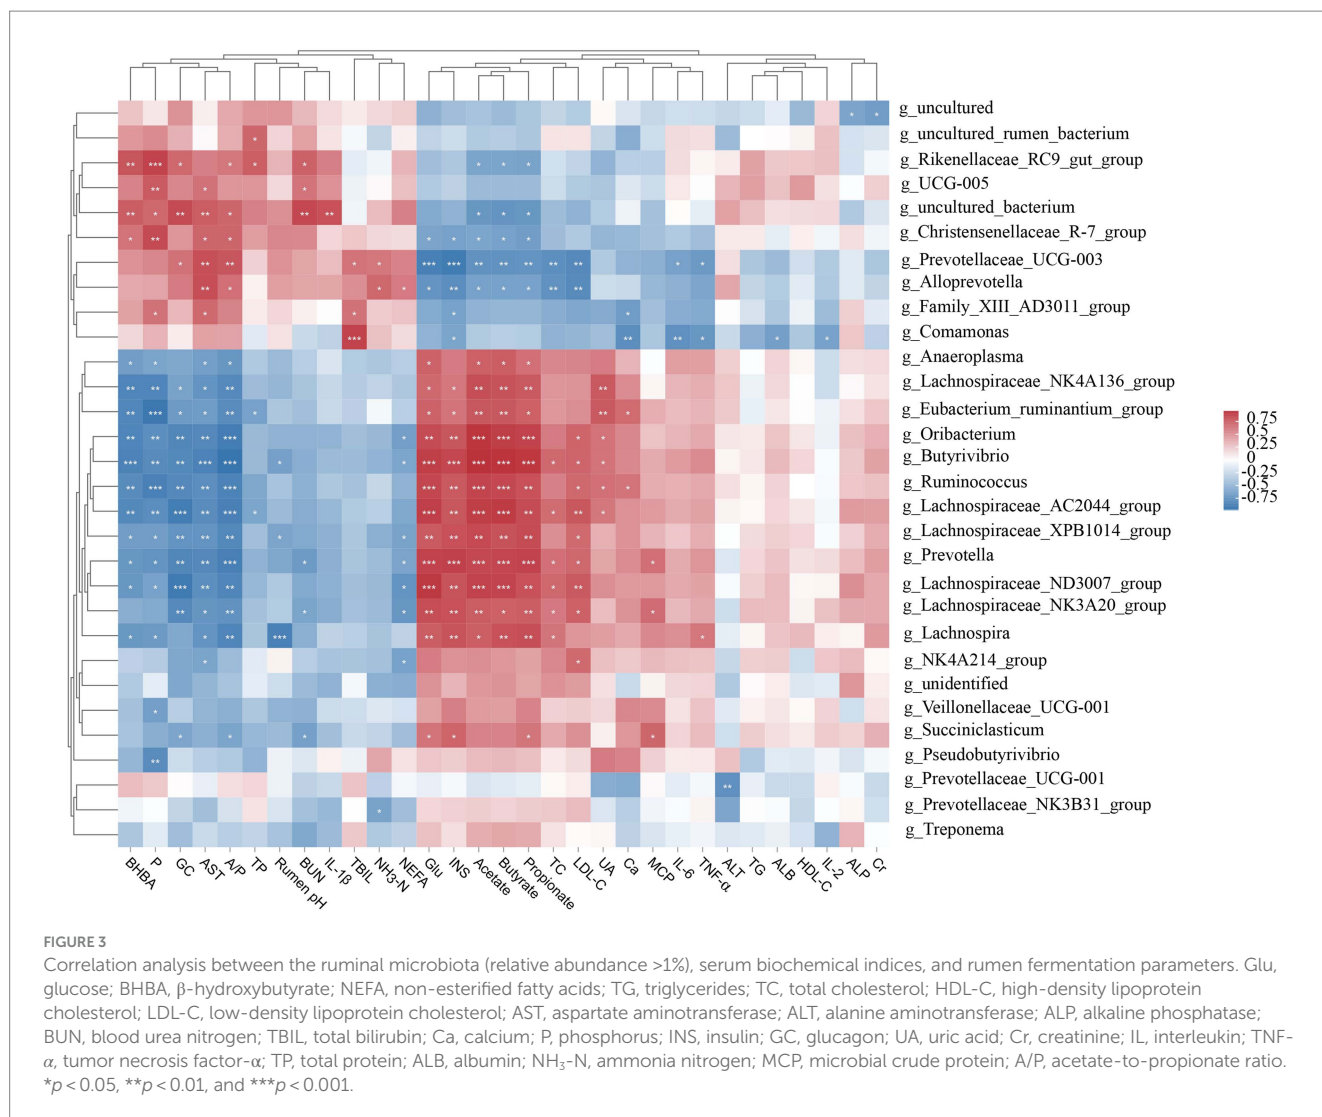 g_uncultured
* *
g_uncultured_rumen_bacterium
*
g_Rikenellaceae_RC9_gut_group
** *** * * * * * * *
g_UCG-005
** * *
g_uncultured_bacterium
** * ** ** * ** ** * * *
g_Christensenellaceae_R-7_group
* ** * * * * * * *
g_Prevotellaceae_UCG-003
* ** ** * * *** *** ** ** ** ** ** * *
g_Alloprevotella
** * * * * ** * * * ** **
g_Family_XIII_AD3011_group
* * * * *
g_Comamonas
*** * ** ** * * *
g_Anaeroplasma
* * * * * * * *
g_Lachnospiraceae_NK4A136_group
** ** * * ** * * ** ** ** **
g_Eubacterium_ruminantium_group
** *** * * ** * * * ** ** * ** *
g_Oribacterium
** ** ** ** *** * ** ** *** *** *** * *
g_Butyrivibrio
*** ** ** *** *** * * *** *** *** *** *** * * *
g_Ruminococcus
** *** ** ** *** *** ** *** *** ** * * *
g_Lachnospiraceae_AC2044_group
** ** *** ** *** * *** ** *** *** ** * ** *
g_Lachnospiraceae_XPB1014_group
* * ** ** ** * * ** ** ** ** ** *
g_Prevotella
* * ** ** *** * * *** *** *** *** *** * * *
g_Lachnospiraceae_ND3007_group
* * *** ** ** * *** ** *** *** ** * **
g_Lachnospiraceae_NK3A20_group
** * ** * * ** ** ** * ** * * *
g_Lachnospira
* * * ** *** ** ** * ** ** * *
g_NK4A214_group
* * *
g_unidentified
g_Veillonellaceae_UCG-001
*
g_Succiniclasticum
* * * * * * *
g_Pseudobutyrivibrio
**
g_Prevotellaceae_UCG-001
**
g_Prevotellaceae_NK3B31_group
*
g_Treponema
0.75
0.5
0.25
0
-0.25
-0.5
-0.75
BHBA P GC AST A/P TP Rumen pH BUN IL-1β TBIL NH3-N NEFA Glu INS Acetate Butyrate Propionate TC LDL-C UA Ca MCP IL-6 TNF-α ALT TG ALB HDL-C IL-2 ALP Cr
FIGURE 3
Correlation analysis between the ruminal microbiota (relative abundance >1%), serum biochemical indices, and rumen fermentation parameters. Glu,
glucose; BHBA, β-hydroxybutyrate; NEFA, non-esterified fatty acids; TG, triglycerides; TC, total cholesterol; HDL-C, high-density lipoprotein
cholesterol; LDL-C, low-density lipoprotein cholesterol; AST, aspartate aminotransferase; ALT, alanine aminotransferase; ALP, alkaline phosphatase;
BUN, blood urea nitrogen; TBIL, total bilirubin; Ca, calcium; P, phosphorus; INS, insulin; GC, glucagon; UA, uric acid; Cr, creatinine; IL, interleukin; TNF-
α, tumor necrosis factor-α; TP, total protein; ALB, albumin; NH₃-N, ammonia nitrogen; MCP, microbial crude protein; A/P, acetate-to-propionate ratio.
*p < 0.05, **p < 0.01, and ***p < 0.001.